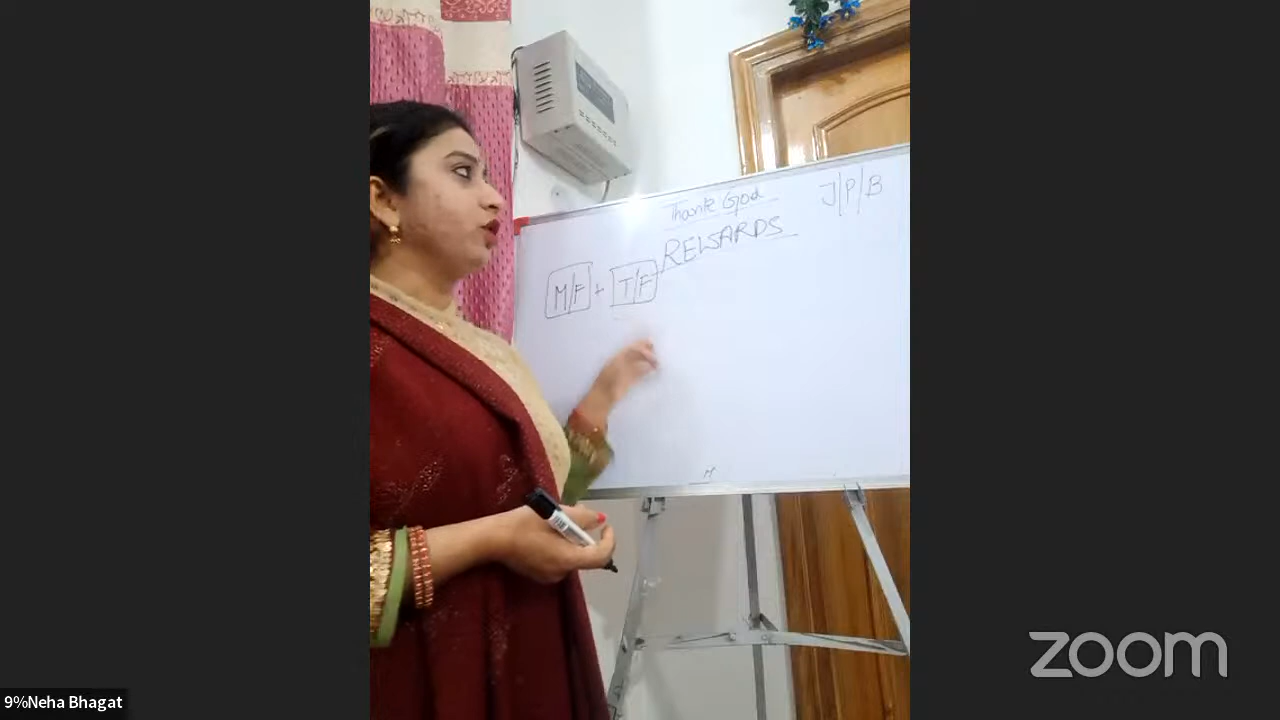 Thank God
J|P|B
REWARDS
M/F + T/F
M
zoom
9%Neha Bhagat